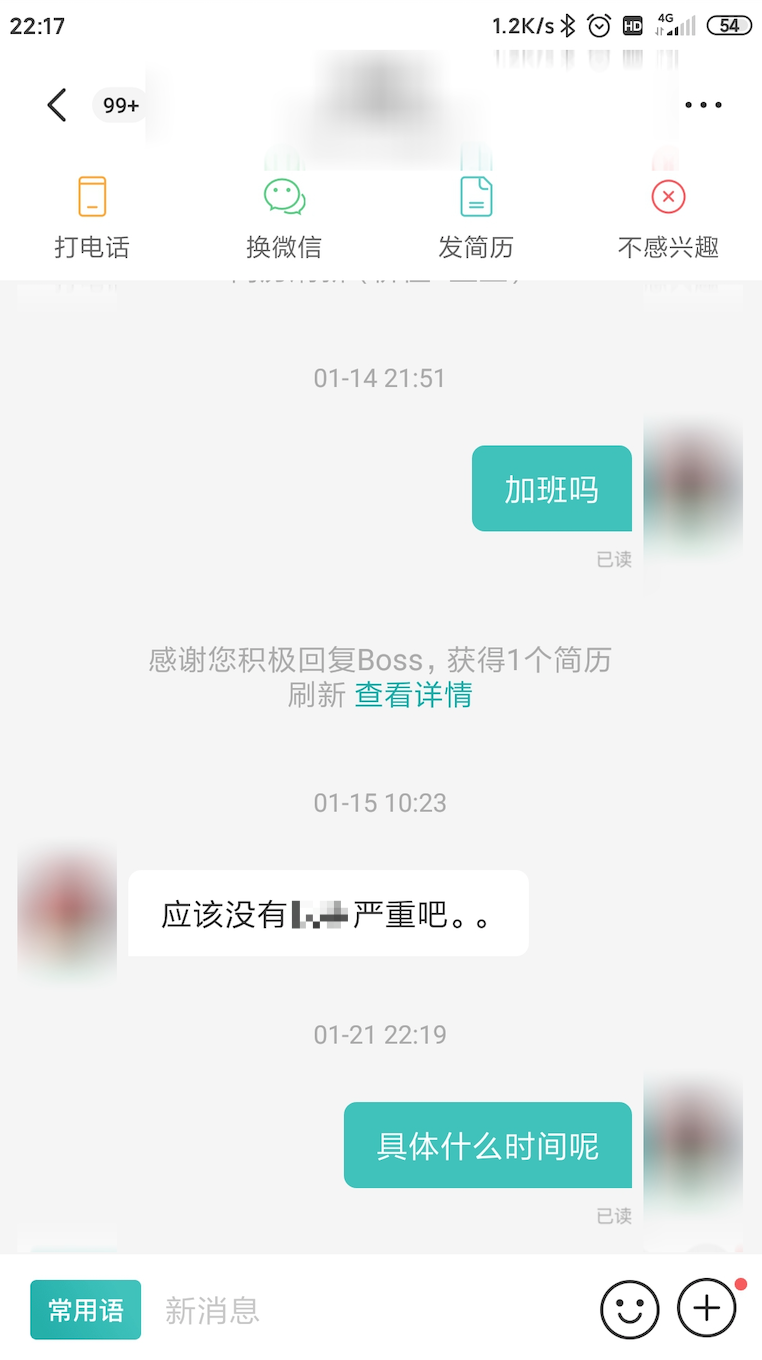 22:17 1.2K/s HD 4G 54
99+
打电话 换微信 发简历 不感兴趣
01-14 21:51
加班吗
已读
感谢您积极回复Boss，获得1个简历
刷新 查看详情
01-15 10:23
应该没有 严重吧。。
01-21 22:19
具体什么时间呢
已读
常用语 新消息